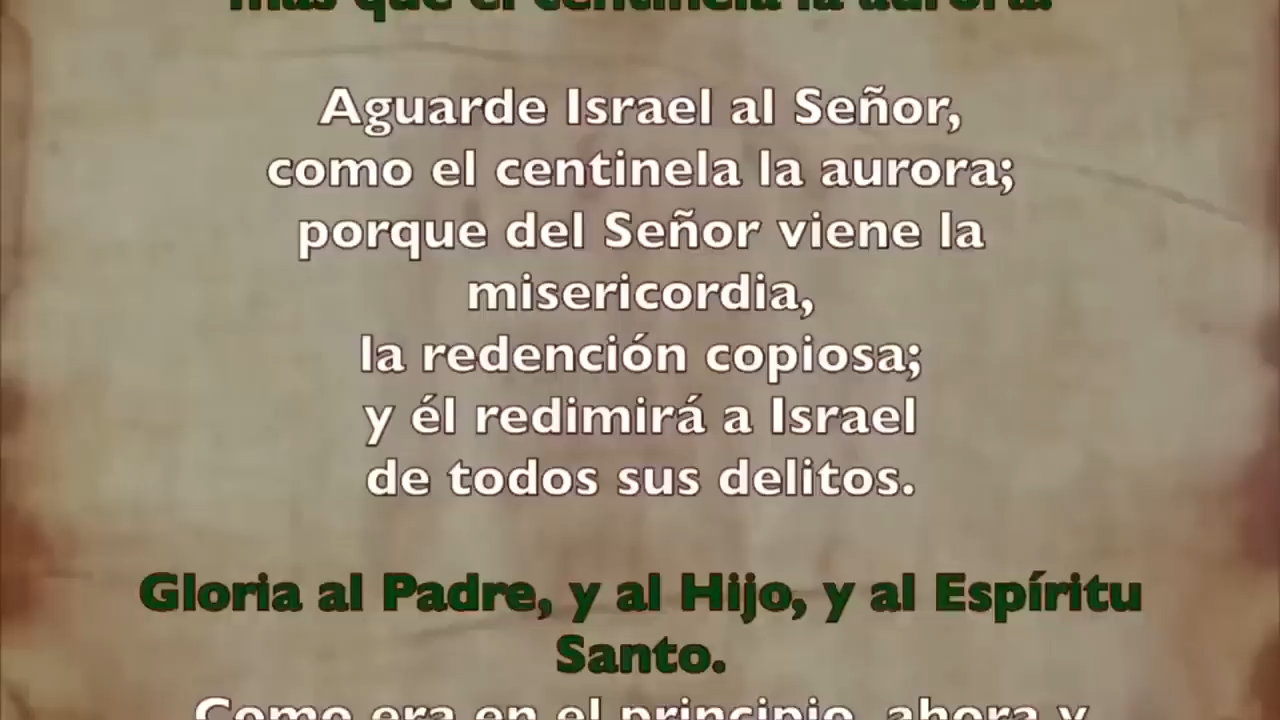 más que el centinela la aurora.
Aguarde Israel al Señor,
como el centinela la aurora;
porque del Señor viene la
misericordia,
la redención copiosa;
y él redimirá a Israel
de todos sus delitos.
Gloria al Padre, y al Hijo, y al Espíritu
Santo.
Como era en el principio, ahora y